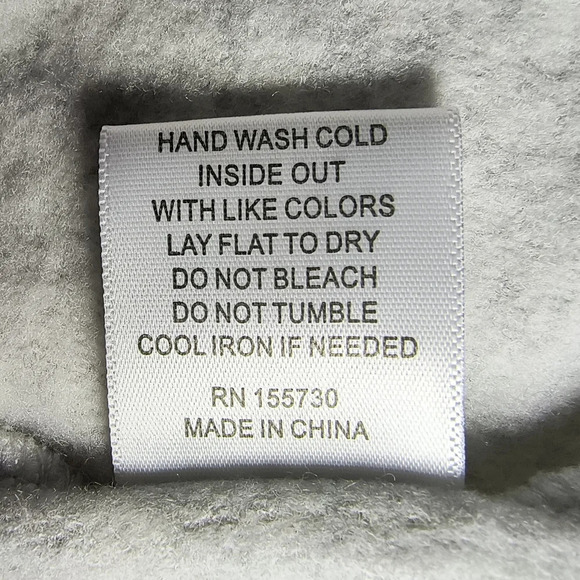 HAND WASH COLD
INSIDE OUT
WITH LIKE COLORS
LAY FLAT TO DRY
DO NOT BLEACH
DO NOT TUMBLE
COOL IRON IF NEEDED
RN 155730
MADE IN CHINA